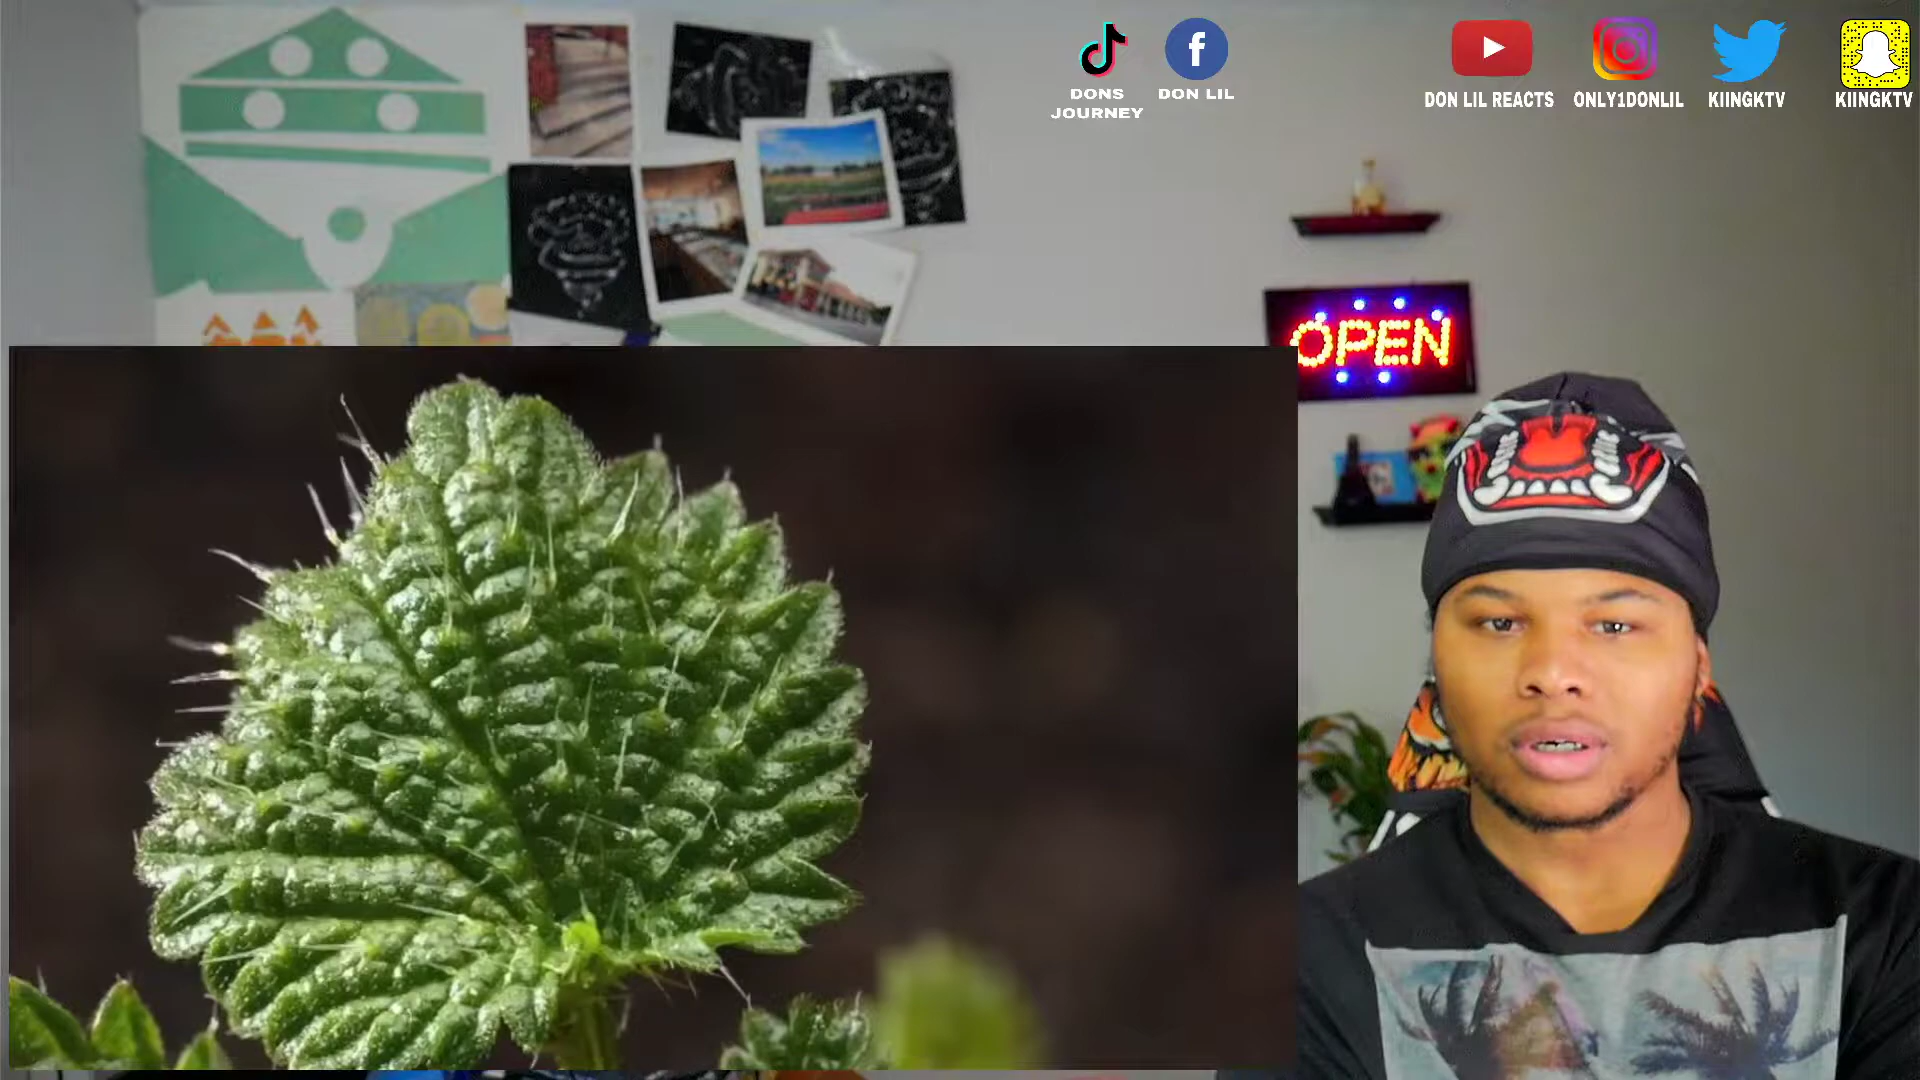 DONS
JOURNEY
DON LIL
DON LIL REACTS
ONLY1DONLIL
KIINGKTV
KIINGKTV
OPEN